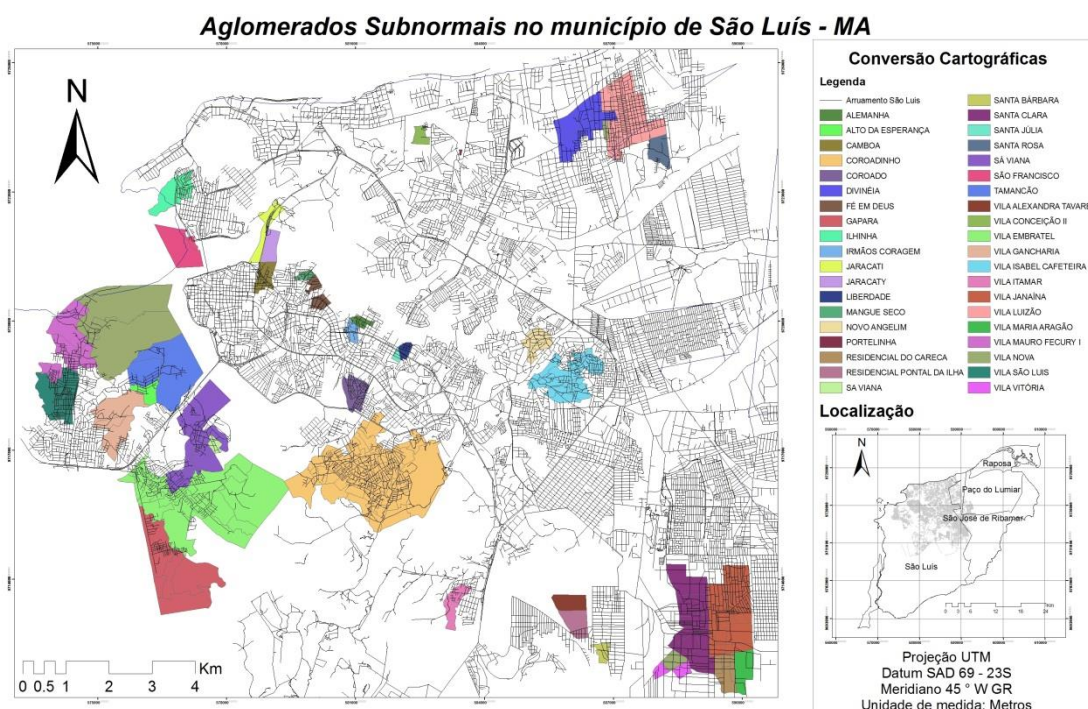 Aglomerados Subnormais no município de São Luís - MA
N
0 0.5 1 2 3 4 Km
Conversão Cartográficas
Legenda
Arruamento São Luis
ALEMANHA
ALTO DA ESPERANÇA
CAMBOA
COROADINHO
COROADO
DIVINÉIA
FÉ EM DEUS
GAPARA
ILHINHA
IRMÃOS CORAGEM
JARACATI
JARACATY
LIBERDADE
MANGUE SECO
NOVO ANGELIM
PORTELINHA
RESIDENCIAL DO CARECA
RESIDENCIAL PONTAL DA ILHA
SA VIANA
SANTA BÁRBARA
SANTA CLARA
SANTA JÚLIA
SANTA ROSA
SÁ VIANA
SÃO FRANCISCO
TAMANCÃO
VILA ALEXANDRA TAVARE
VILA CONCEIÇÃO II
VILA EMBRATEL
VILA GANCHARIA
VILA ISABEL CAFETEIRA
VILA ITAMAR
VILA JANAÍNA
VILA LUIZÃO
VILA MARIA ARAGÃO
VILA MAURO FECURY I
VILA NOVA
VILA SÃO LUIS
VILA VITÓRIA
Localização
N
Raposa
Paço do Lumiar
São José de Ribamar
São Luís
Projeção UTM
Datum SAD 69 - 23S
Meridiano 45 ° W GR
Unidade de medida: Metros